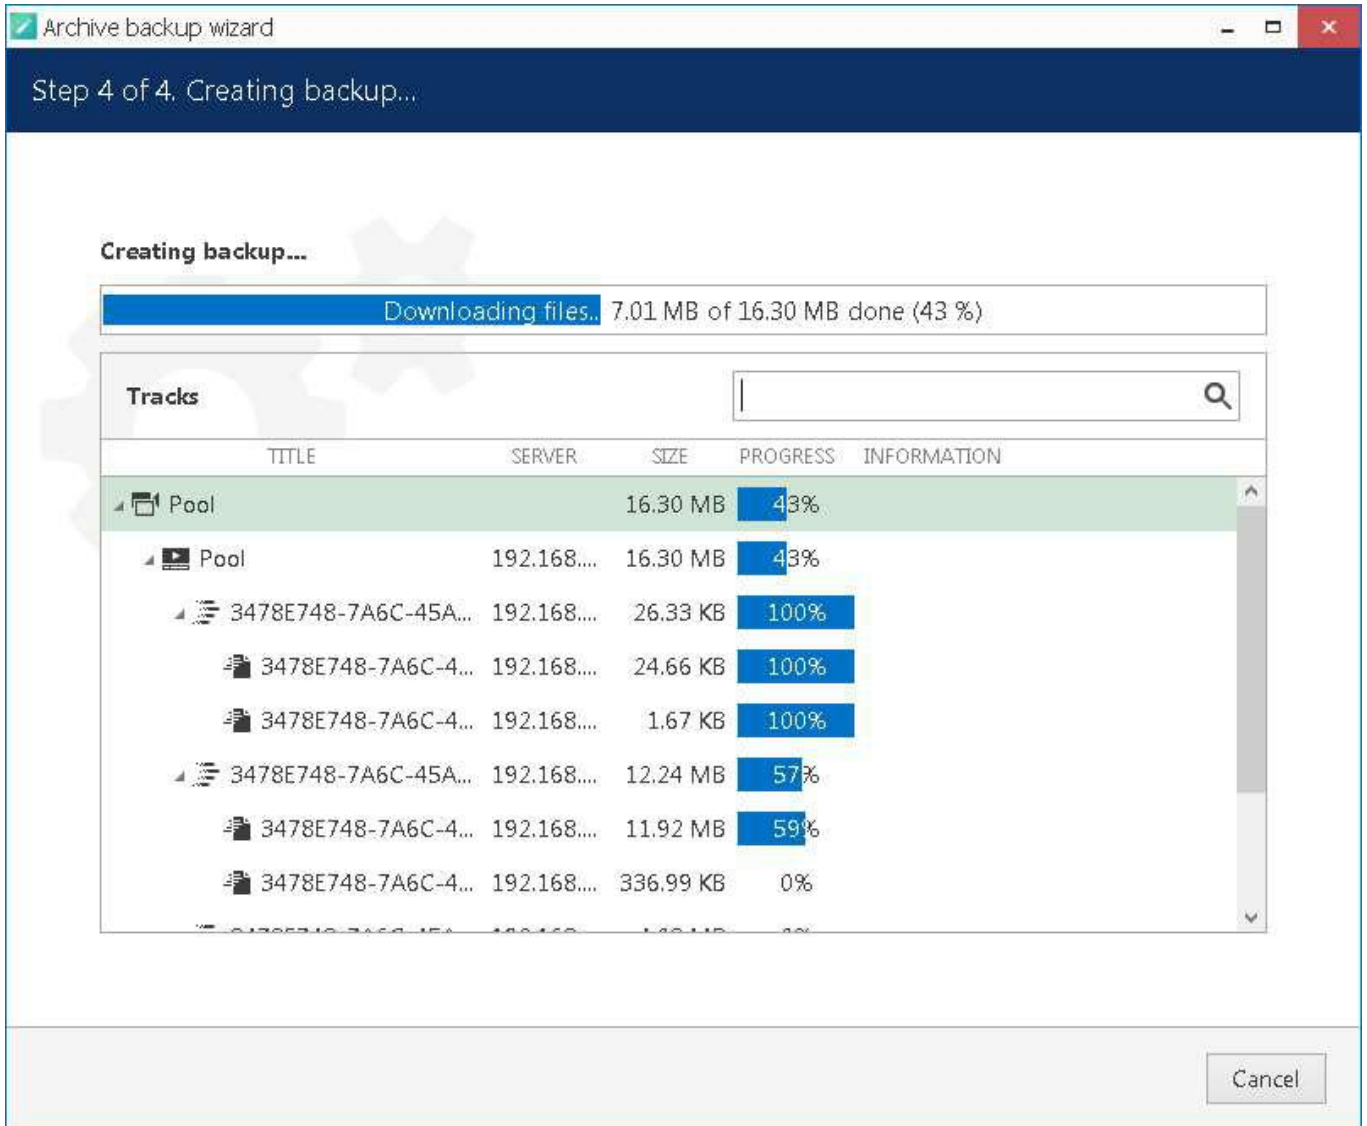 Archive backup wizard
Step 4 of 4. Creating backup...
Creating backup...
Downloading files.. 7.01 MB of 16.30 MB done (43 %)
Tracks
TITLE SERVER SIZE PROGRESS INFORMATION
Pool 16.30 MB 43%
Pool 192.168.... 16.30 MB 43%
3478E748-7A6C-45A... 192.168.... 26.33 KB 100%
3478E748-7A6C-4... 192.168.... 24.66 KB 100%
3478E748-7A6C-4... 192.168.... 1.67 KB 100%
3478E748-7A6C-45A... 192.168.... 12.24 MB 57%
3478E748-7A6C-4... 192.168.... 11.92 MB 59%
3478E748-7A6C-4... 192.168.... 336.99 KB 0%
Cancel